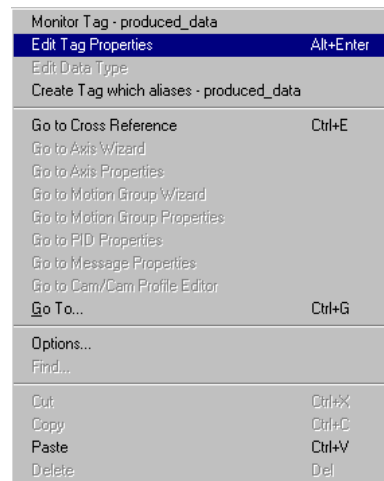 Monitor Tag - produced_data
Edit Tag Properties Alt+Enter
Edit Data Type
Create Tag which aliases - produced_data
Go to Cross Reference Ctrl+E
Go to Axis Wizard
Go to Axis Properties
Go to Motion Group Wizard
Go to Motion Group Properties
Go to PID Properties
Go to Message Properties
Go to Cam/Cam Profile Editor
Go To... Ctrl+G
Options...
Find...
Cut Ctrl+X
Copy Ctrl+C
Paste Ctrl+V
Delete Del